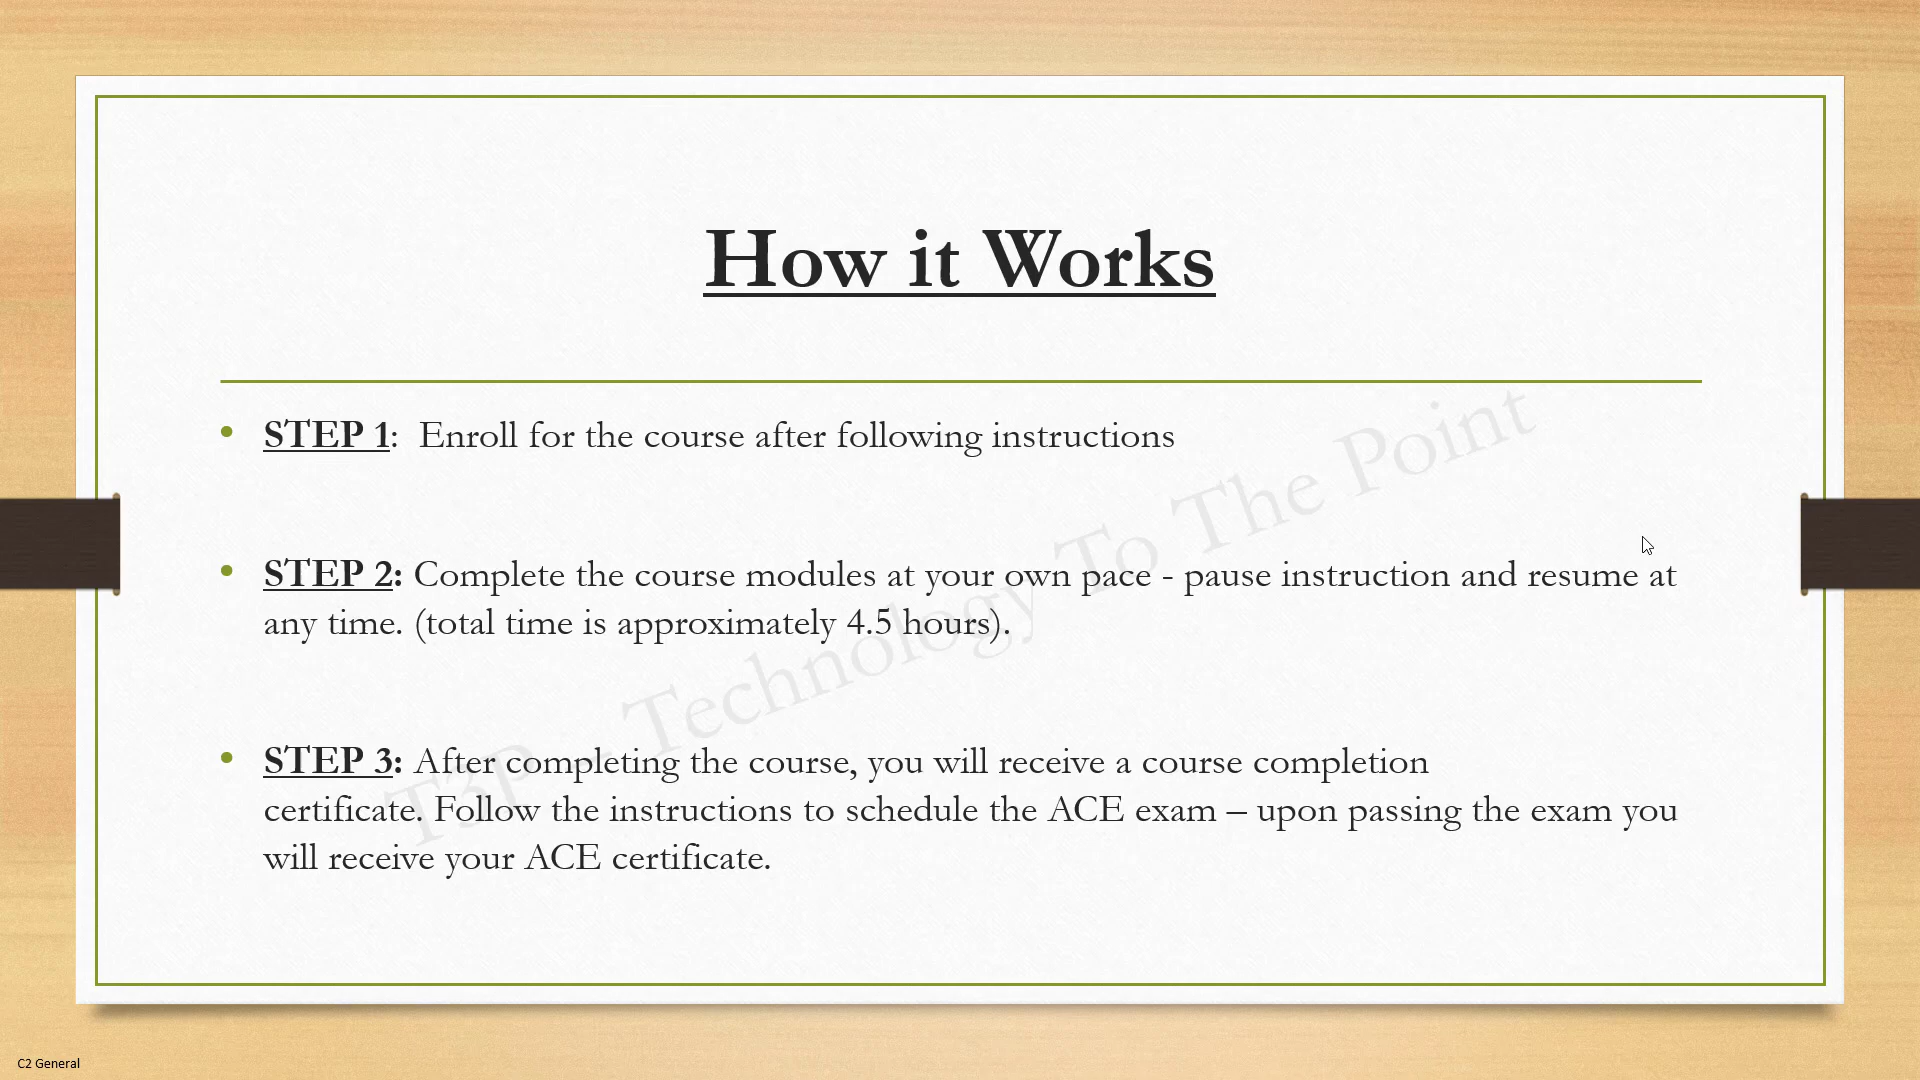 How it Works
• STEP 1:  Enroll for the course after following instructions
• STEP 2: Complete the course modules at your own pace - pause instruction and resume at
any time. (total time is approximately 4.5 hours).
• STEP 3: After completing the course, you will receive a course completion
certificate. Follow the instructions to schedule the ACE exam – upon passing the exam you
will receive your ACE certificate.
T3P - Technology To The Point
C2 General